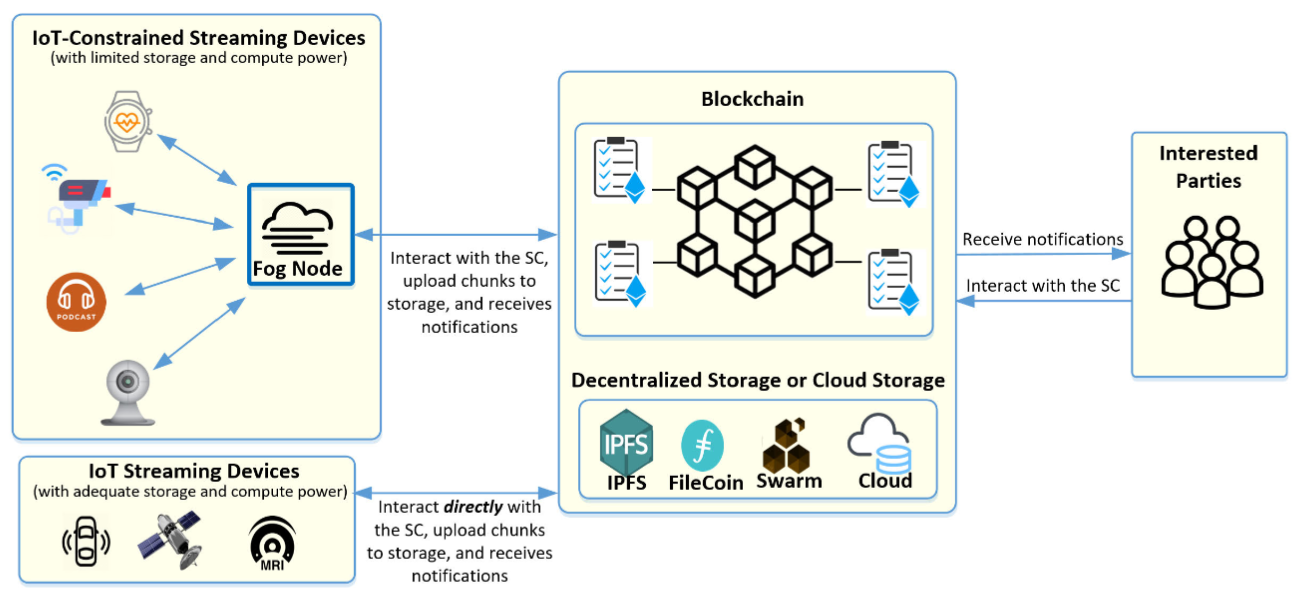 IoT-Constrained Streaming Devices
(with limited storage and compute power)
PODCAST
Fog Node
Interact with the SC,
upload chunks to
storage, and receives
notifications
IoT Streaming Devices
(with adequate storage and compute power)
MRI
Interact directly with
the SC, upload chunks
to storage, and receives
notifications
Blockchain
Decentralized Storage or Cloud Storage
IPFS
IPFS
FileCoin
Swarm
Cloud
Receive notifications
Interact with the SC
Interested
Parties